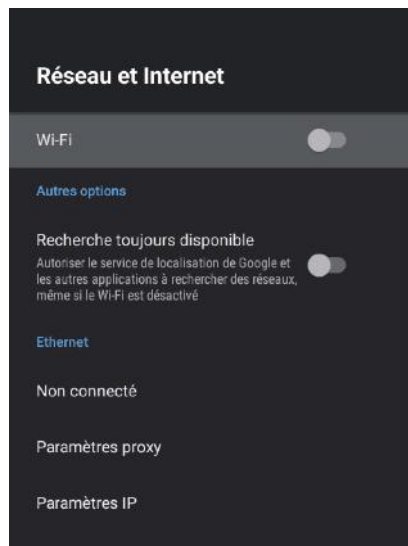 Réseau et Internet
Wi-Fi
Autres options
Recherche toujours disponible
Autoriser le service de localisation de Google et
les autres applications à rechercher des réseaux,
même si le Wi-Fi est désactivé
Ethernet
Non connecté
Paramètres proxy
Paramètres IP